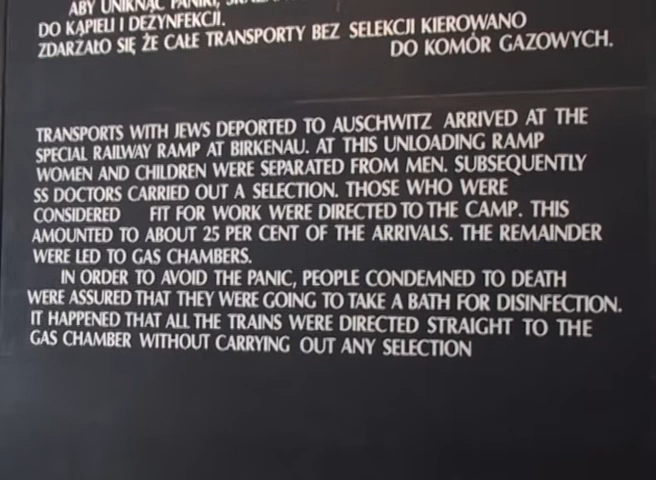 ABY UNIKNĄĆ PANIKI,
DO KĄPIELI I DEZYNFEKCJI.
ZDARZAŁO SIĘ ŻE CAŁE TRANSPORTY BEZ SELEKCJI KIEROWANO
DO KOMÓR GAZOWYCH.
TRANSPORTS WITH JEWS DEPORTED TO AUSCHWITZ ARRIVED AT THE
SPECIAL RAILWAY RAMP AT BIRKENAU. AT THIS UNLOADING RAMP
WOMEN AND CHILDREN WERE SEPARATED FROM MEN. SUBSEQUENTLY
SS DOCTORS CARRIED OUT A SELECTION. THOSE WHO WERE
CONSIDERED FIT FOR WORK WERE DIRECTED TO THE CAMP. THIS
AMOUNTED TO ABOUT 25 PER CENT OF THE ARRIVALS. THE REMAINDER
WERE LED TO GAS CHAMBERS.
IN ORDER TO AVOID THE PANIC, PEOPLE CONDEMNED TO DEATH
WERE ASSURED THAT THEY WERE GOING TO TAKE A BATH FOR DISINFECTION.
IT HAPPENED THAT ALL THE TRAINS WERE DIRECTED STRAIGHT TO THE
GAS CHAMBER WITHOUT CARRYING OUT ANY SELECTION